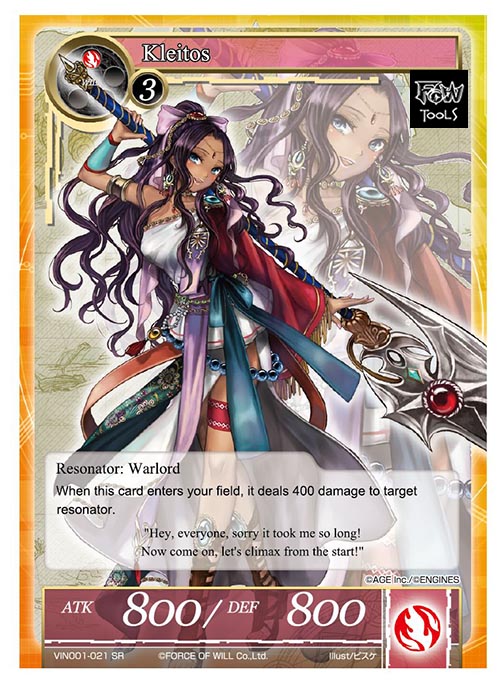 Kleitos
3
FOW
TOOLS
Resonator: Warlord
When this card enters your field, it deals 400 damage to target
resonator.
"Hey, everyone, sorry it took me so long!
Now come on, let's climax from the start!"
©AGE Inc./©ENGINES
ATK 800 / DEF 800
VIN001-021 SR ©FORCE OF WILL Co.,Ltd. Illust/ビスケ